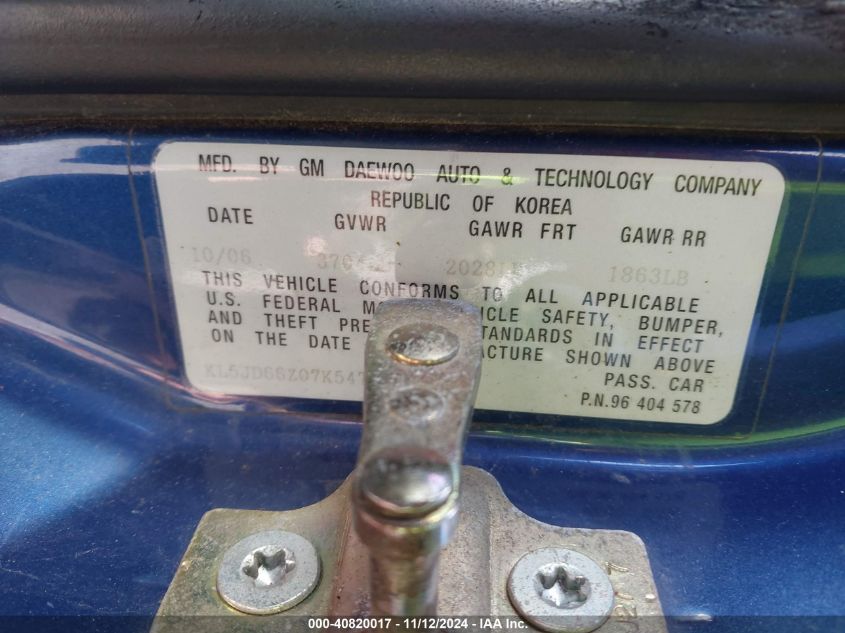 MFD. BY GM DAEWOO AUTO & TECHNOLOGY COMPANY
REPUBLIC OF KOREA
DATE GVWR GAWR FRT GAWR RR
10/06 1863LB
THIS VEHICLE CONFORMS TO ALL APPLICABLE
U.S. FEDERAL SAFETY, BUMPER,
AND THEFT STANDARDS IN EFFECT
ON THE DATE SHOWN ABOVE
PASS. CAR
P.N.96 404 578
000-40820017 - 11/12/2024 - IAA Inc.